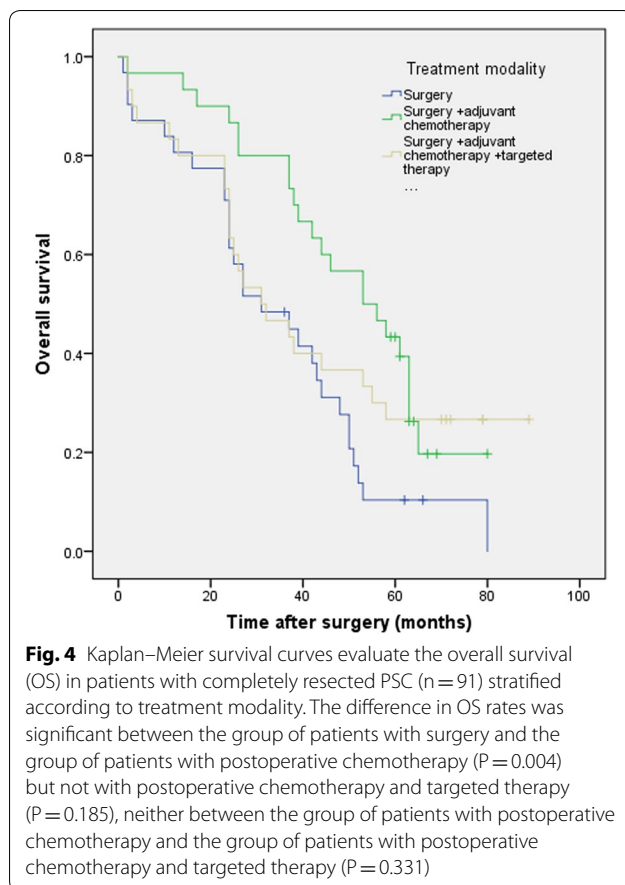 Treatment modality
Surgery
Surgery +adjuvant
chemotherapy
Surgery +adjuvant
chemotherapy +targeted
therapy
...
1.0
0.8
0.6
0.4
0.2
0.0
Overall survival
0 20 40 60 80 100
Time after surgery (months)
Fig. 4 Kaplan–Meier survival curves evaluate the overall survival
(OS) in patients with completely resected PSC (n = 91) stratified
according to treatment modality. The difference in OS rates was
significant between the group of patients with surgery and the
group of patients with postoperative chemotherapy (P = 0.004)
but not with postoperative chemotherapy and targeted therapy
(P = 0.185), neither between the group of patients with postoperative
chemotherapy and the group of patients with postoperative
chemotherapy and targeted therapy (P = 0.331)